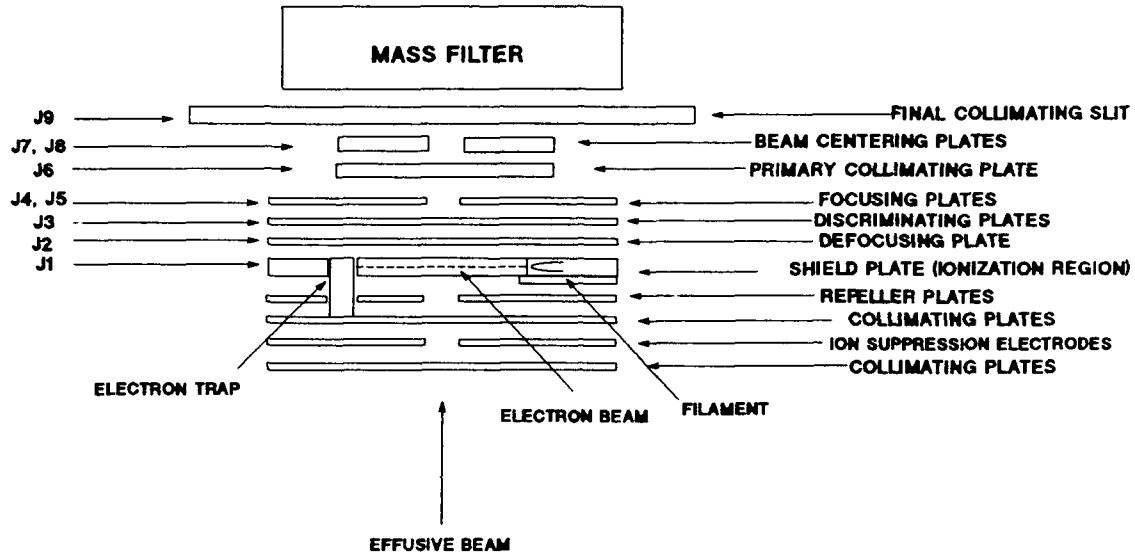 MASS FILTER
J9 FINAL COLLIMATING SLIT
J7, J8 BEAM CENTERING PLATES
J6 PRIMARY COLLIMATING PLATE
J4, J5 FOCUSING PLATES
J3 DISCRIMINATING PLATES
J2 DEFOCUSING PLATE
J1 SHIELD PLATE (IONIZATION REGION)
REPELLER PLATES
COLLIMATING PLATES
ION SUPPRESSION ELECTRODES
COLLIMATING PLATES
ELECTRON TRAP
ELECTRON BEAM
FILAMENT
EFFUSIVE BEAM